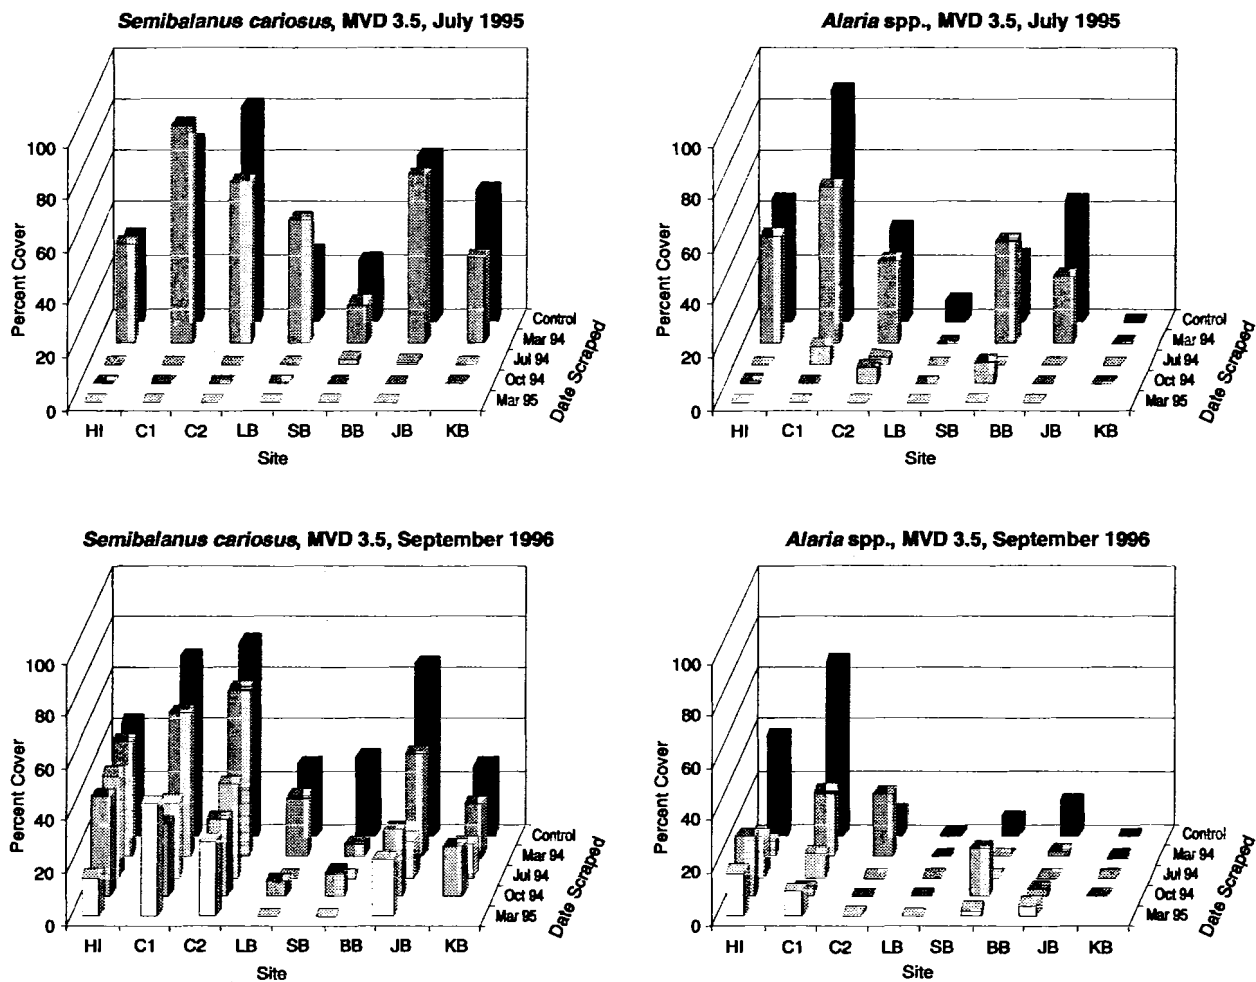 Semibalanus cariosus, MVD 3.5, July 1995
100
80
60
40
20
0
Percent Cover
Control
Mar 94
Jul 94
Oct 94
Mar 95
Date Scraped
HI C1 C2 LB SB BB JB KB
Site
Alaria spp., MVD 3.5, July 1995
100
80
60
40
20
0
Percent Cover
Control
Mar 94
Jul 94
Oct 94
Mar 95
Date Scraped
HI C1 C2 LB SB BB JB KB
Site
Semibalanus cariosus, MVD 3.5, September 1996
100
80
60
40
20
0
Percent Cover
Control
Mar 94
Jul 94
Oct 94
Mar 95
Date Scraped
HI C1 C2 LB SB BB JB KB
Site
Alaria spp., MVD 3.5, September 1996
100
80
60
40
20
0
Percent Cover
Control
Mar 94
Jul 94
Oct 94
Mar 95
Date Scraped
HI C1 C2 LB SB BB JB KB
Site